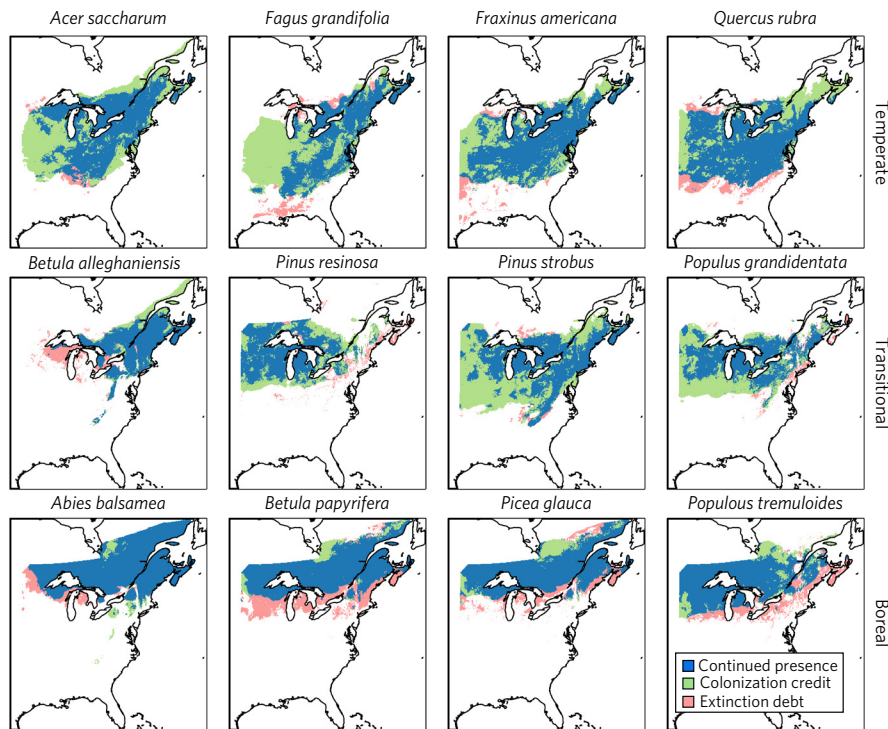 Acer saccharum
Fagus grandifolia
Fraxinus americana
Quercus rubra
Temperate
Betula alleghaniensis
Pinus resinosa
Pinus strobus
Populus grandidentata
Transitional
Abies balsamea
Betula papyrifera
Picea glauca
Populous tremuloides
Boreal
Continued presence
Colonization credit
Extinction debt